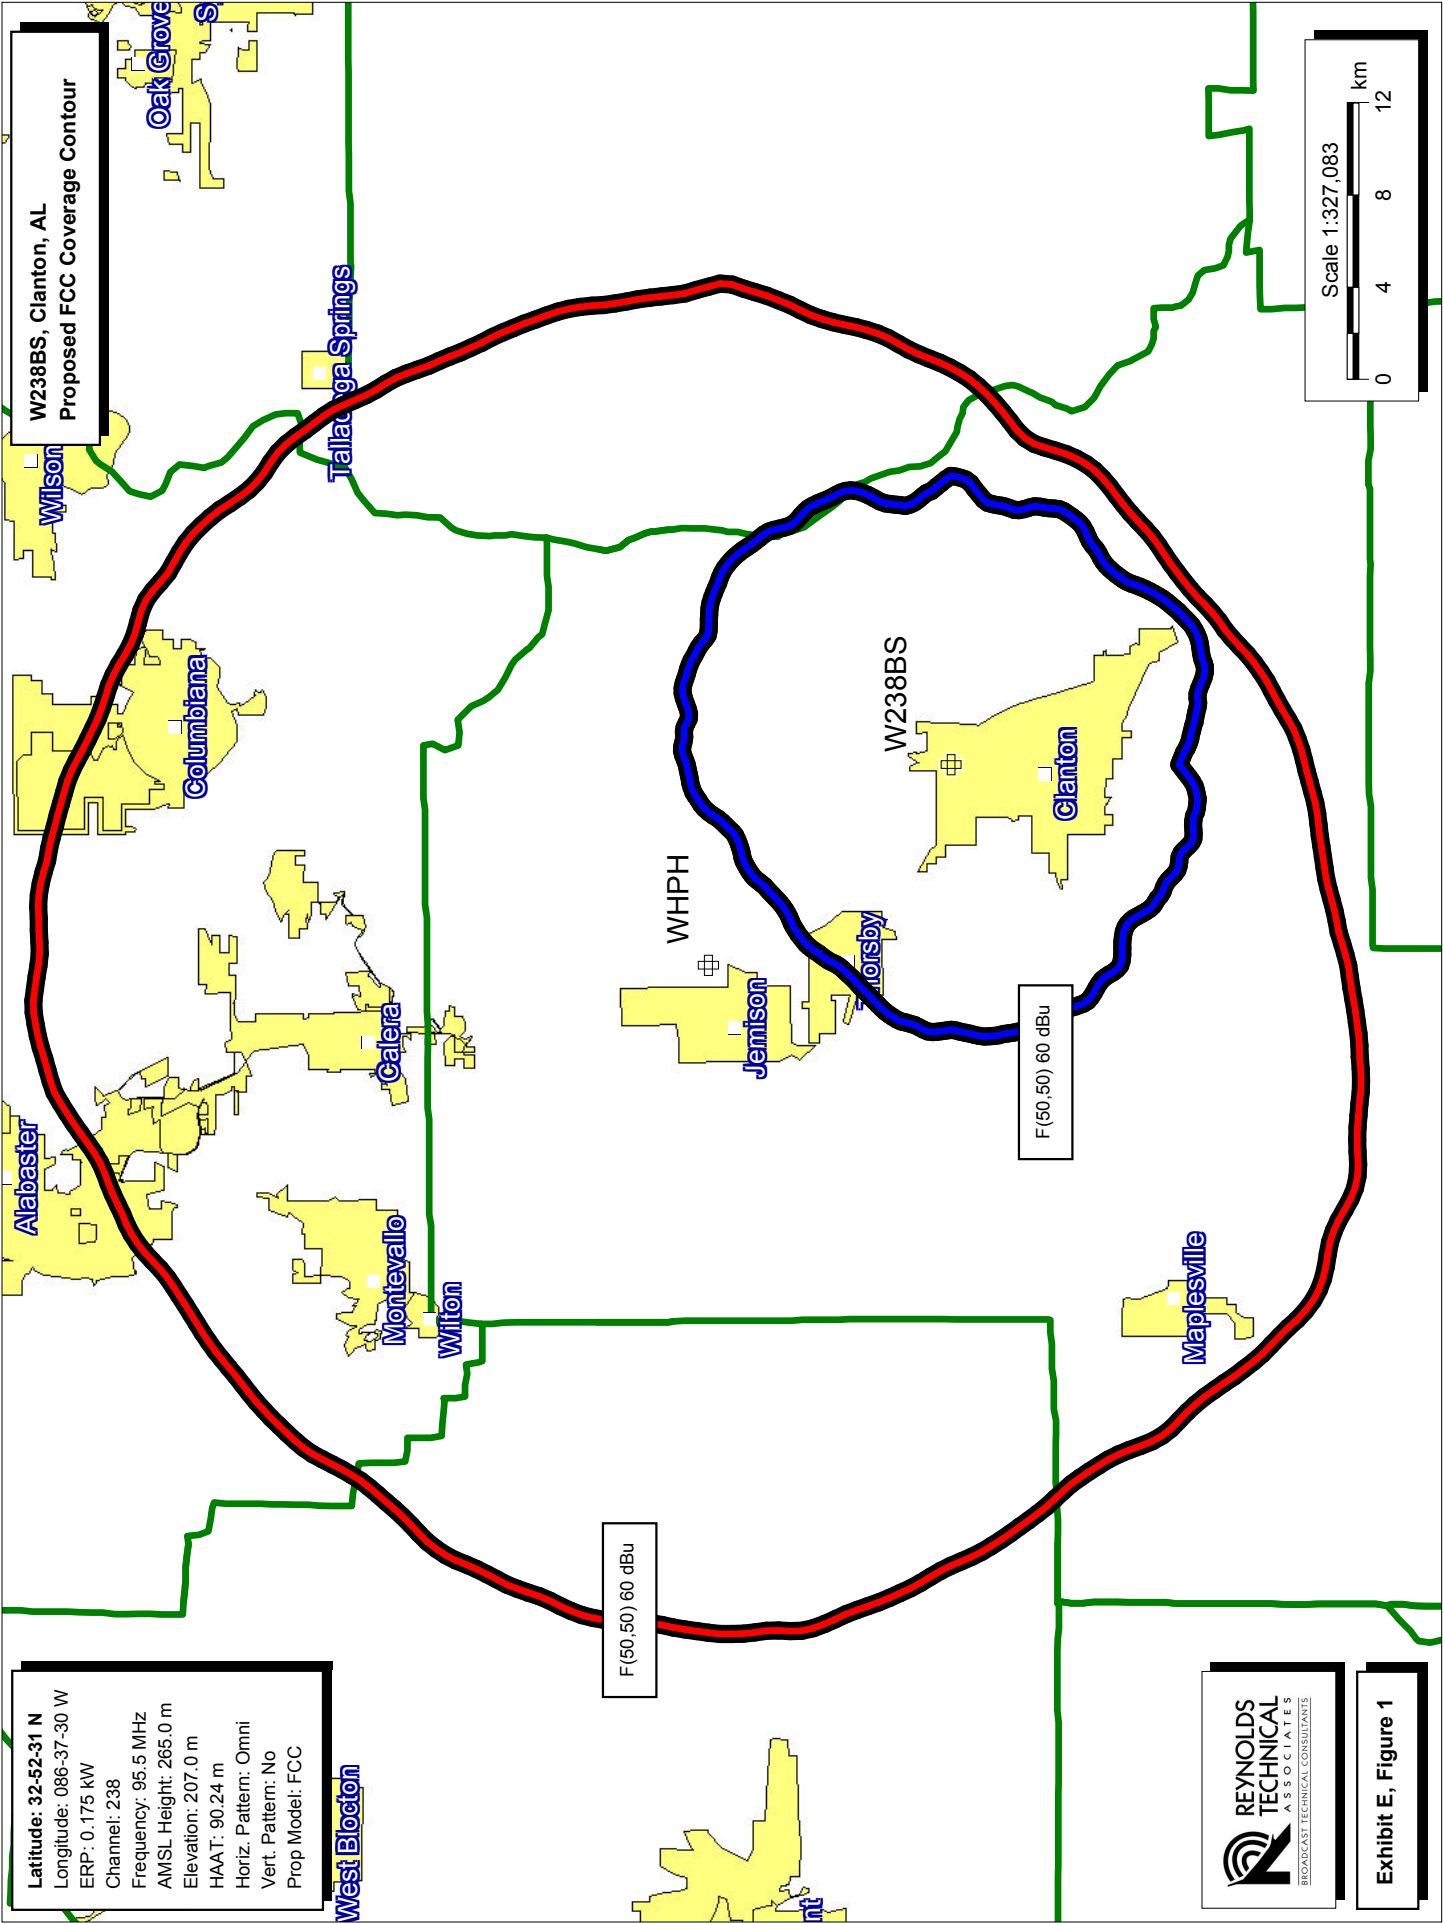 W238BS, Clanton, AL
Proposed FCC Coverage Contour
Latitude: 32-52-31 N
Longitude: 086-37-30 W
ERP: 0.175 kW
Channel: 238
Frequency: 95.5 MHz
AMSL Height: 265.0 m
Elevation: 207.0 m
HAAT: 90.24 m
Horiz. Pattern: Omni
Vert. Pattern: No
Prop Model: FCC
West Blocton
Alabaster
Wilson
Oak Grove
Columbiana
Calera
Montevallo
Wilton
Springs
WHPH
Jemison
W238BS
Clanton
Maplesville
F(50,50) 60 dBu
F(50,50) 60 dBu
Scale 1:327,083
0 4 8 12
km
REYNOLDS
TECHNICAL
ASSOCIATES
BROADCAST TECHNICAL CONSULTANTS
Exhibit E, Figure 1